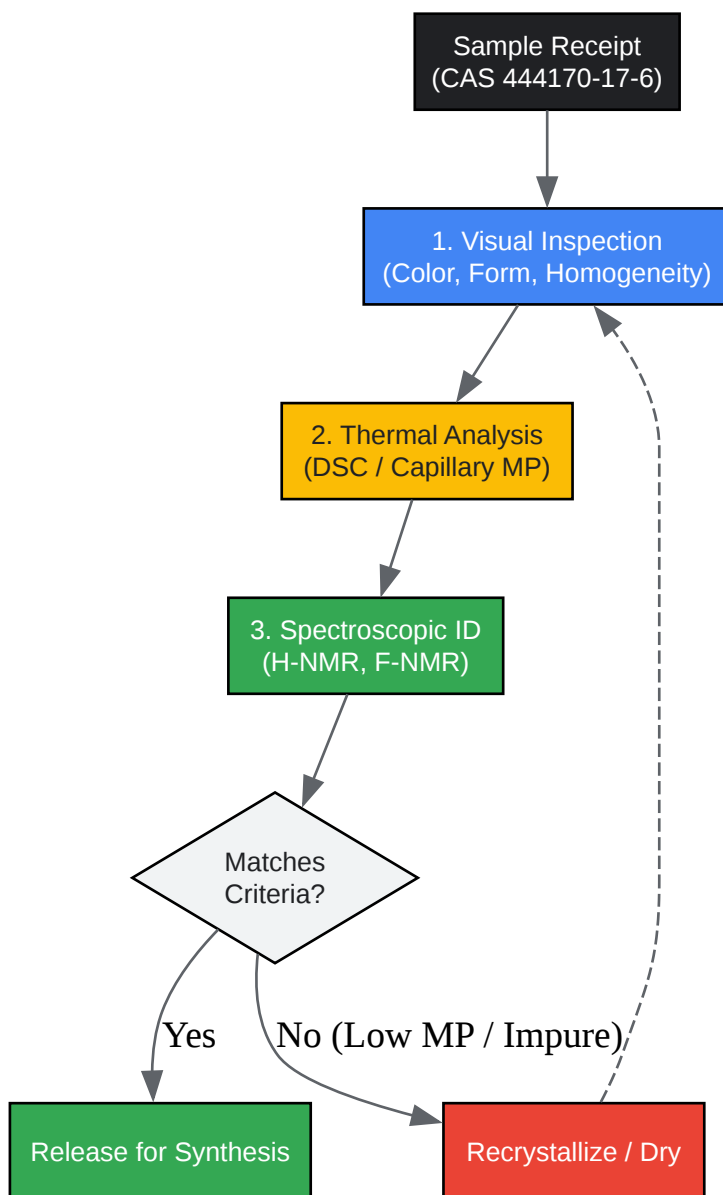 Sample Receipt
(CAS 444170-17-6)
1. Visual Inspection
(Color, Form, Homogeneity)
2. Thermal Analysis
(DSC / Capillary MP)
3. Spectroscopic ID
(H-NMR, F-NMR)
Matches
Criteria?
Yes
No (Low MP / Impure)
Release for Synthesis
Recrystallize / Dry